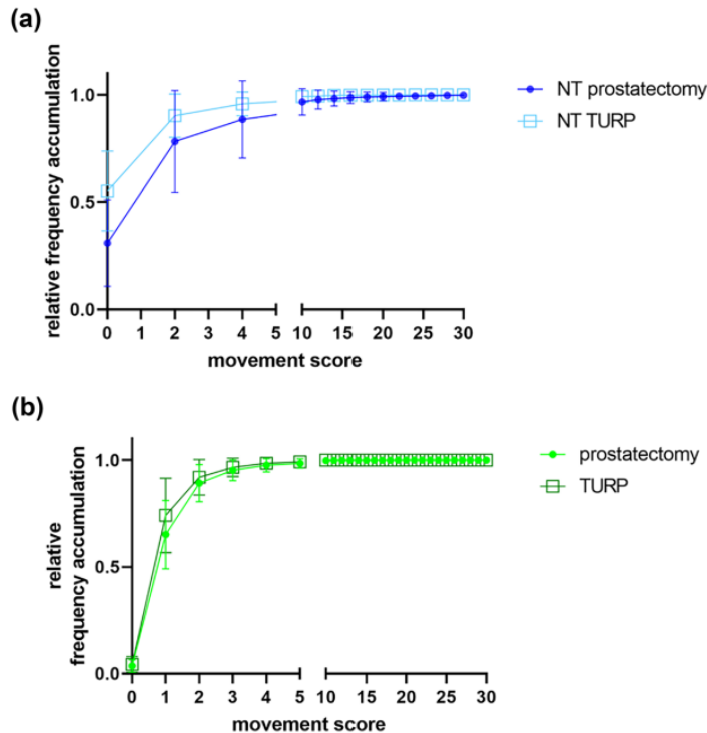 (a)
relative frequency accumulation
1.0
0.5
0.0
0 1 2 3 4 5 10 15 20 25 30
movement score
NT prostatectomy
NT TURP
(b)
relative
frequency accumulation
1.0
0.5
0.0
0 1 2 3 4 5 10 15 20 25 30
movement score
prostatectomy
TURP